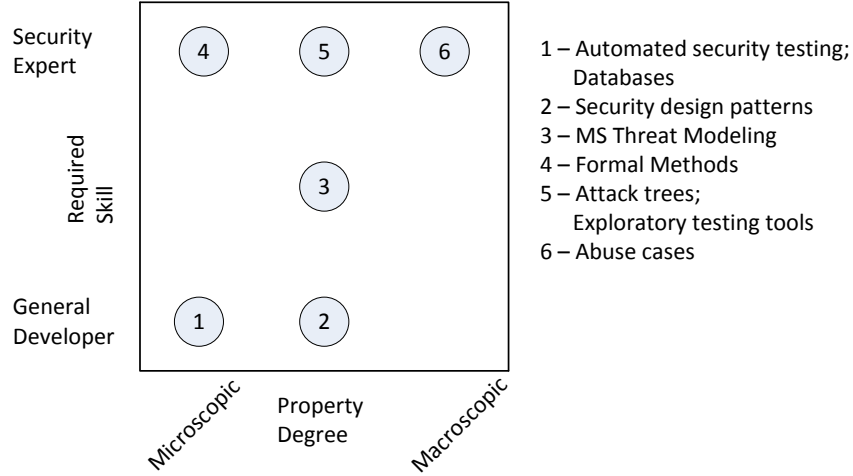 Security
Expert
4
5
6
Required
Skill
3
General
Developer
1
2
Microscopic
Property
Degree
Macroscopic
1 – Automated security testing;
Databases
2 – Security design patterns
3 – MS Threat Modeling
4 – Formal Methods
5 – Attack trees;
Exploratory testing tools
6 – Abuse cases